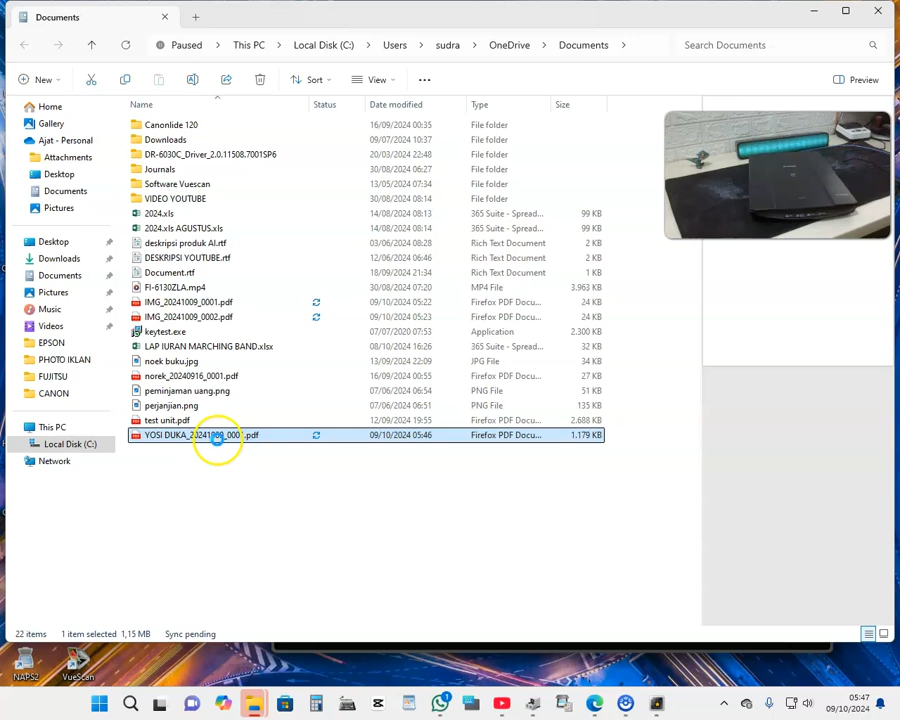 Documents
Paused > This PC > Local Disk (C:) > Users > sudra > OneDrive > Documents >
Search Documents
New
Sort
View
Preview
Name Status Date modified Type Size
Home
Gallery
Ajat - Personal
Attachments
Desktop
Documents
Pictures
Desktop
Downloads
Documents
Pictures
Music
Videos
EPSON
PHOTO IKLAN
FUJITSU
CANON
This PC
Local Disk (C:)
Network
Canonlide 120 16/09/2024 00:35 File folder
Downloads 09/07/2024 10:37 File folder
DR-6030C_Driver_2.0.11508.7001SP6 20/03/2024 22:48 File folder
Journals 30/08/2024 06:27 File folder
Software Vuescan 13/05/2024 07:34 File folder
VIDEO YOUTUBE 30/08/2024 08:14 File folder
2024.xls 14/08/2024 08:13 365 Suite - Spread... 99 KB
2024.xls AGUSTUS.xls 14/08/2024 08:13 365 Suite - Spread... 99 KB
deskripsi produk AI.rtf 03/06/2024 08:28 Rich Text Document 2 KB
DESKRIPSI YOUTUBE.rtf 12/06/2024 06:46 Rich Text Document 2 KB
Document.rtf 18/09/2024 21:34 Rich Text Document 1 KB
FI-6130ZLA.mp4 30/08/2024 07:20 MP4 File 3.963 KB
IMG_20241009_0001.pdf 09/10/2024 05:22 Firefox PDF Docu... 24 KB
IMG_20241009_0002.pdf 09/10/2024 05:23 Firefox PDF Docu... 24 KB
keytest.exe 07/07/2020 07:53 Application 2.300 KB
LAP IURAN MARCHING BAND.xlsx 08/10/2024 16:26 365 Suite - Spread... 34 KB
noek buku.jpg 13/09/2024 22:09 JPG File 34 KB
norek_20240916_0001.pdf 16/09/2024 00:55 Firefox PDF Docu... 27 KB
peminjaman uang.png 07/06/2024 06:54 PNG File 51 KB
perjanjian.png 07/06/2024 06:51 PNG File 135 KB
test unit.pdf 12/09/2024 19:55 Firefox PDF Docu... 2.688 KB
YOSI DUKA_20241009_0001.pdf 09/10/2024 05:46 Firefox PDF Docu... 1.179 KB
22 items 1 item selected 1,15 MB Sync pending
NAPS2
VueScan
1
05:47
09/10/2024